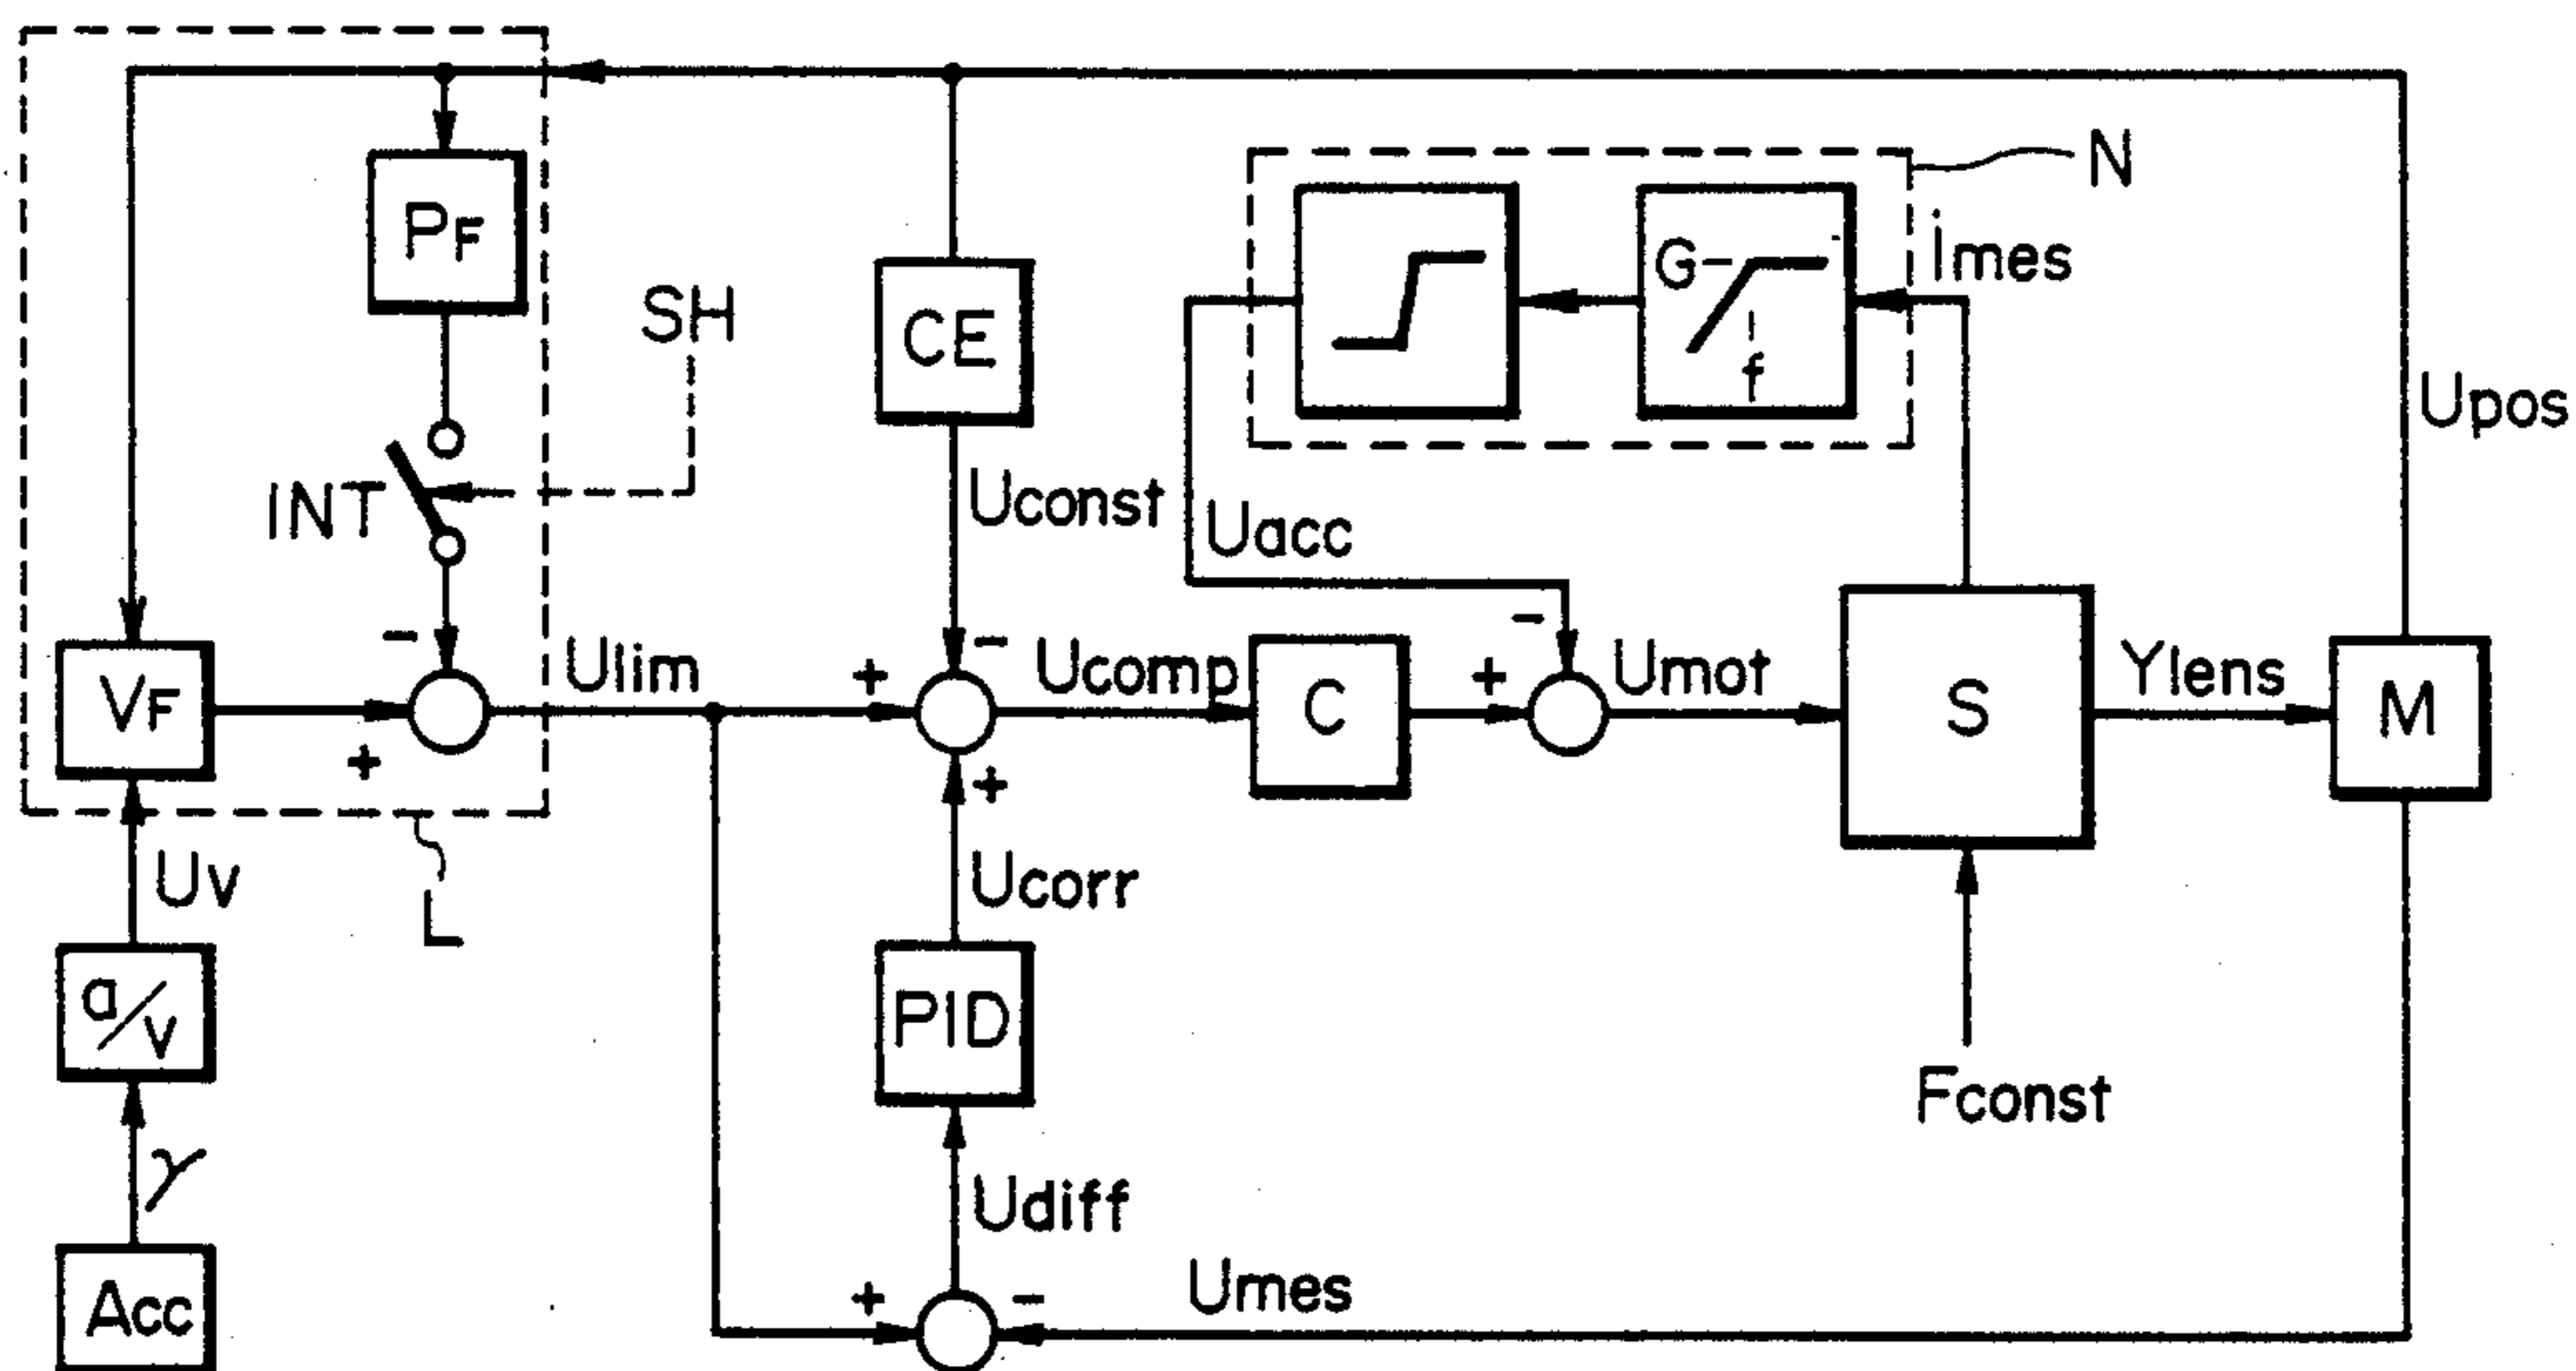 N
PF
G
imes
SH
CE
f
Upos
INT
Uconst
Uacc
-
-
-
Ulim
+
Ucomp
+
Umot
Ylens
VF
C
S
M
+
+
Uv
Ucorr
L
a/v
PID
Fconst
γ
Udiff
+
-
Umes
Acc